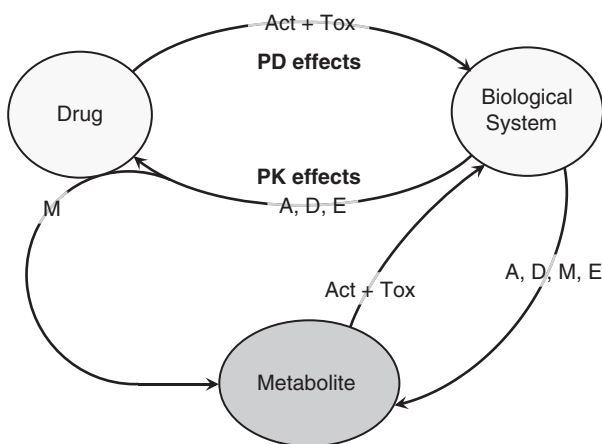 Act + Tox
PD effects
Drug
Biological
System
PK effects
A, D, E
M
A, D, M, E
Act + Tox
Metabolite